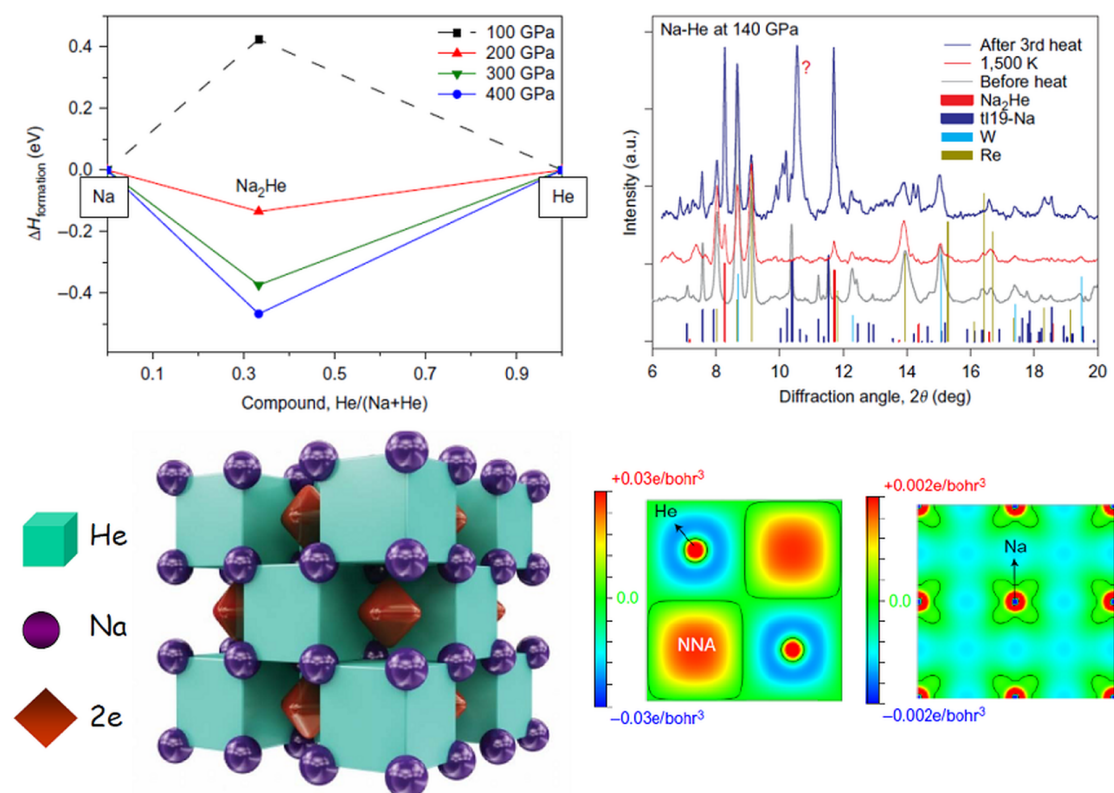 0.4
0.2
0.0
−0.2
−0.4
ΔHformation (eV)
100 GPa
200 GPa
300 GPa
400 GPa
Na
Na₂He
He
0.1 0.3 0.5 0.7 0.9
Compound, He/(Na+He)
Na-He at 140 GPa
After 3rd heat
1,500 K
Before heat
Na₂He
tI19-Na
W
Re
?
Intensity (a.u.)
6 8 10 12 14 16 18 20
Diffraction angle, 2θ (deg)
He
Na
2e
+0.03e/bohr³
0.0
−0.03e/bohr³
He
NNA
+0.002e/bohr³
0.0
−0.002e/bohr³
Na